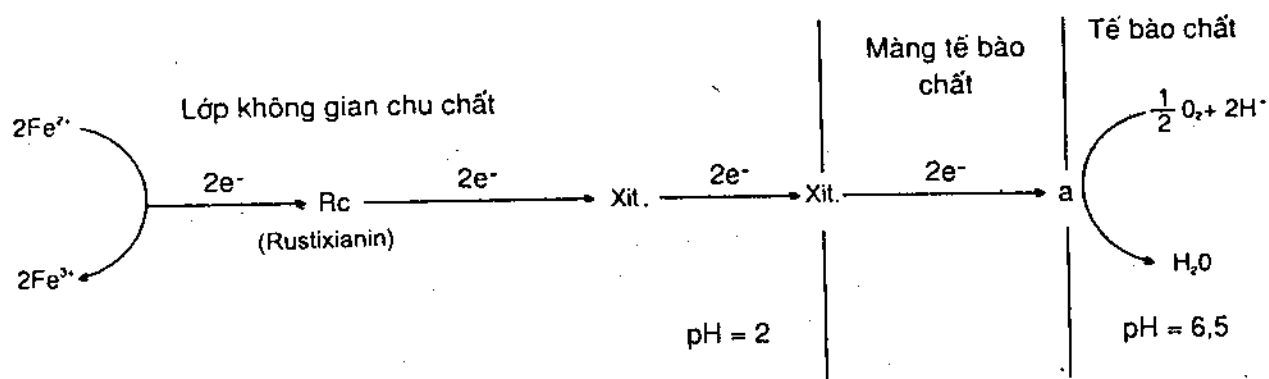 Tế bào chất
Màng tế bào
chất
Lớp không gian chu chất
2Fe²⁺
½ O₂ + 2H⁺
2e⁻
2e⁻
2e⁻
2e⁻
Rc
Xit.
Xit.
a
(Rustixianin)
2Fe³⁺
H₂O
pH = 2
pH = 6,5